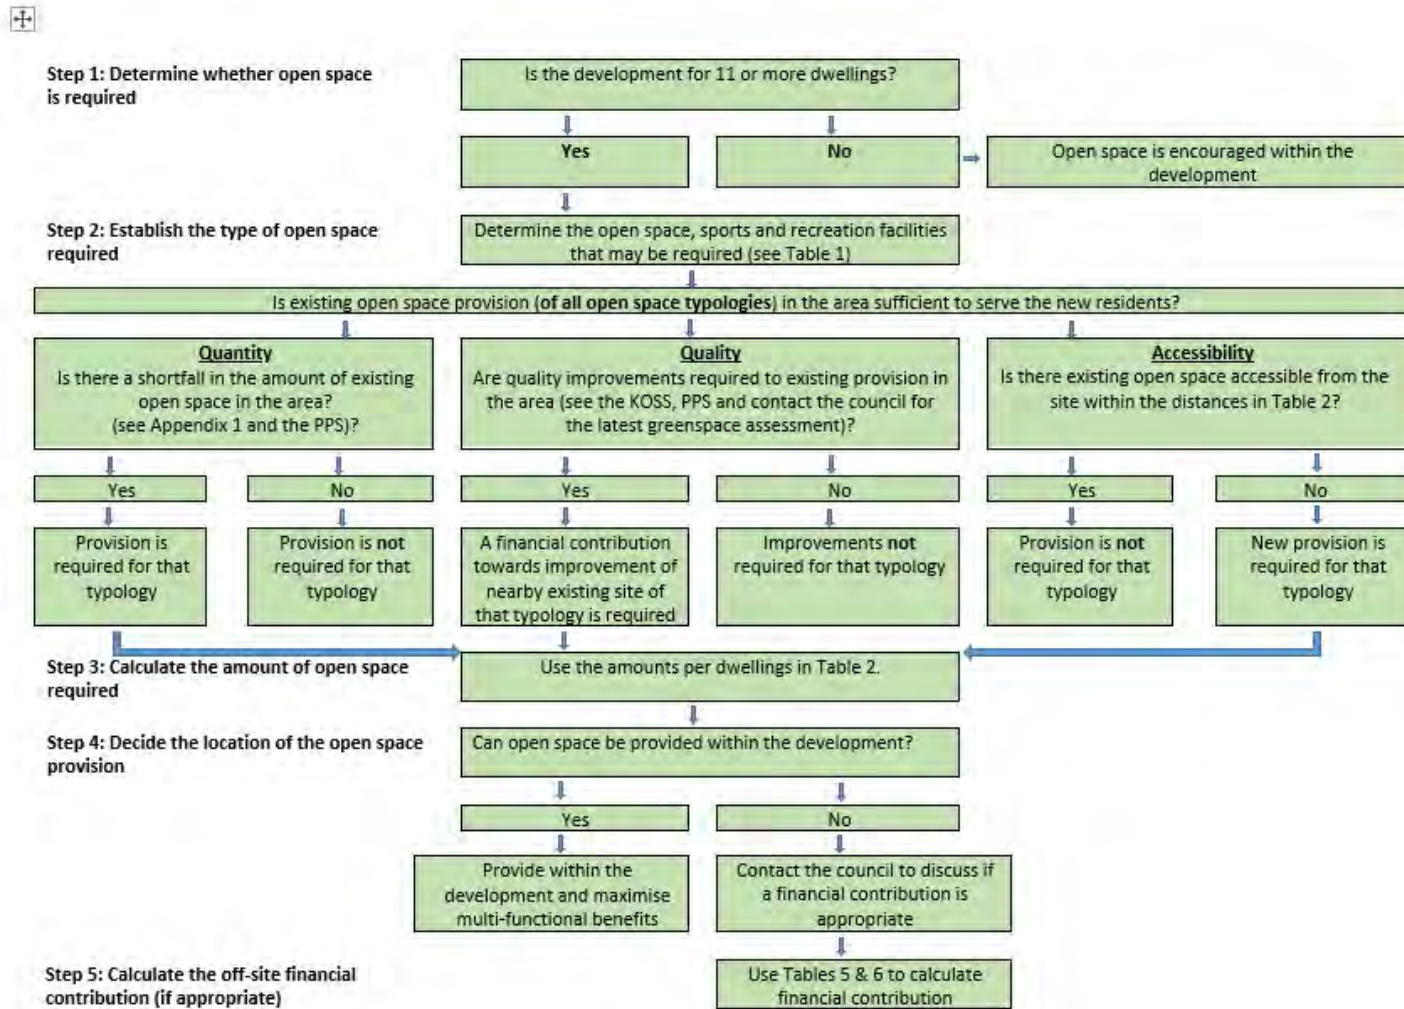 Step 1: Determine whether open space
is required
Is the development for 11 or more dwellings?
Yes
No
Open space is encouraged within the
development
Step 2: Establish the type of open space
required
Determine the open space, sports and recreation facilities
that may be required (see Table 1)
Is existing open space provision (of all open space typologies) in the area sufficient to serve the new residents?
Quantity
Is there a shortfall in the amount of existing
open space in the area?
(see Appendix 1 and the PPS)?
Quality
Are quality improvements required to existing provision in
the area (see the KOSS, PPS and contact the council for
the latest greenspace assessment)?
Accessibility
Is there existing open space accessible from the
site within the distances in Table 2?
Yes
No
Yes
No
Yes
No
Provision is
required for that
typology
Provision is not
required for that
typology
A financial contribution
towards improvement of
nearby existing site of
that typology is required
Improvements not
required for that typology
Provision is not
required for that
typology
New provision is
required for that
typology
Step 3: Calculate the amount of open space
required
Use the amounts per dwellings in Table 2.
Step 4: Decide the location of the open space
provision
Can open space be provided within the development?
Yes
No
Provide within the
development and maximise
multi-functional benefits
Contact the council to discuss if
a financial contribution is
appropriate
Step 5: Calculate the off-site financial
contribution (if appropriate)
Use Tables 5 & 6 to calculate
financial contribution